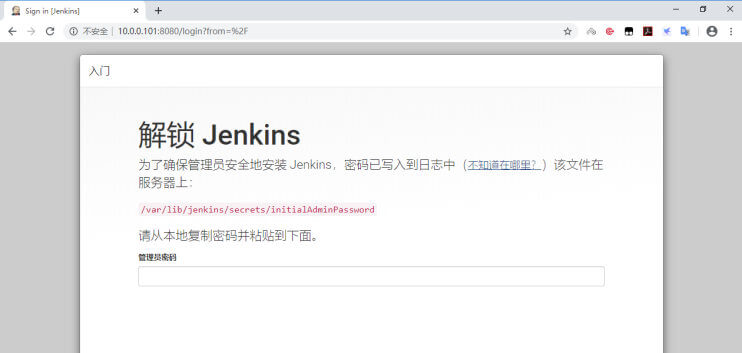 Sign in [Jenkins]
不安全 | 10.0.0.101:8080/login?from=%2F
入门
解锁 Jenkins
为了确保管理员安全地安装 Jenkins，密码已写入到日志中（不知道在哪里？）该文件在
服务器上：
/var/lib/jenkins/secrets/initialAdminPassword
请从本地复制密码并粘贴到下面。
管理员密码